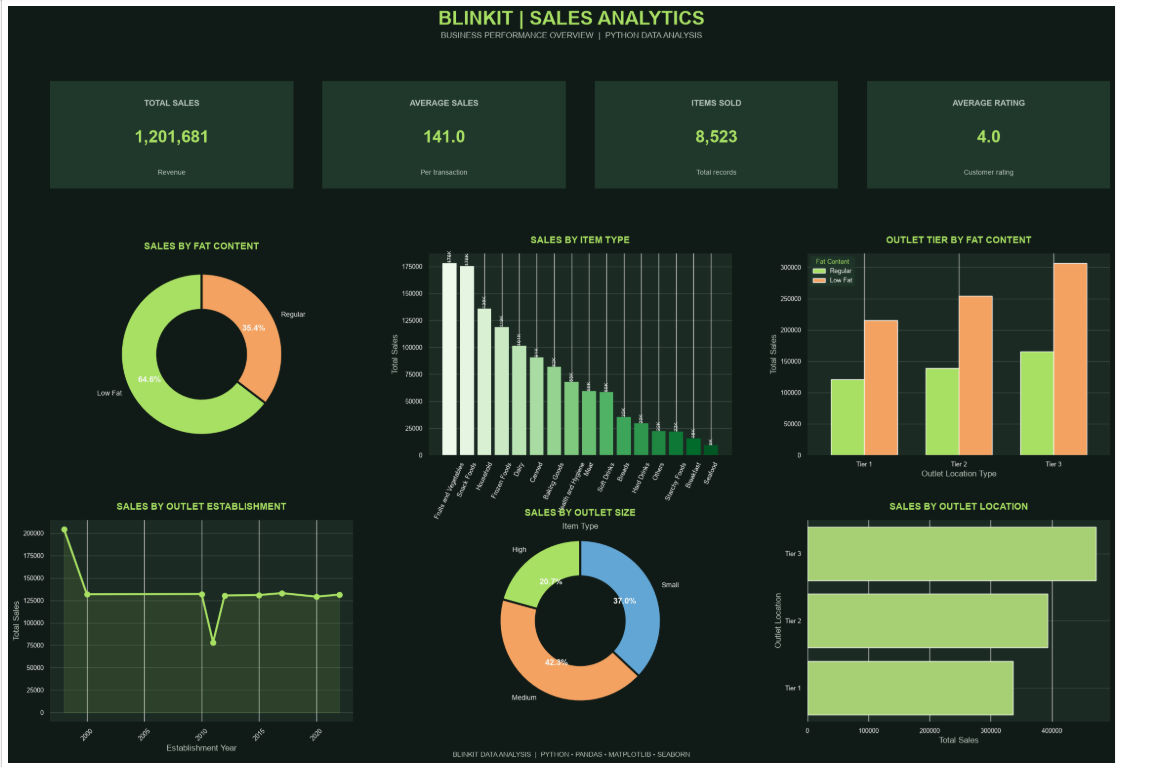 BLINKIT | SALES ANALYTICS
BUSINESS PERFORMANCE OVERVIEW | PYTHON DATA ANALYSIS
TOTAL SALES
1,201,681
Revenue
AVERAGE SALES
141.0
Per transaction
ITEMS SOLD
8,523
Total records
AVERAGE RATING
4.0
Customer rating
SALES BY FAT CONTENT
Regular
35.4%
64.6%
Low Fat
SALES BY ITEM TYPE
Total Sales
175000
150000
125000
100000
75000
50000
25000
0
Fruits and Vegetables
Snack Foods
Household
Frozen Foods
Dairy
Canned
Baking Goods
Health and Hygiene
Meat
Soft Drinks
Breads
Hard Drinks
Others
Starchy Foods
Breakfast
Seafood
Item Type
OUTLET TIER BY FAT CONTENT
Fat Content
Regular
Low Fat
Total Sales
300000
250000
200000
150000
100000
50000
0
Tier 1
Tier 2
Tier 3
Outlet Location Type
SALES BY OUTLET ESTABLISHMENT
Total Sales
200000
175000
150000
125000
100000
75000
50000
25000
0
2000
2005
2010
2015
2020
Establishment Year
SALES BY OUTLET SIZE
High
20.7%
Small
37.0%
42.3%
Medium
SALES BY OUTLET LOCATION
Outlet Location
Tier 3
Tier 2
Tier 1
0
100000
200000
300000
400000
Total Sales
BLINKIT DATA ANALYSIS | PYTHON • PANDAS • MATPLOTLIB • SEABORN